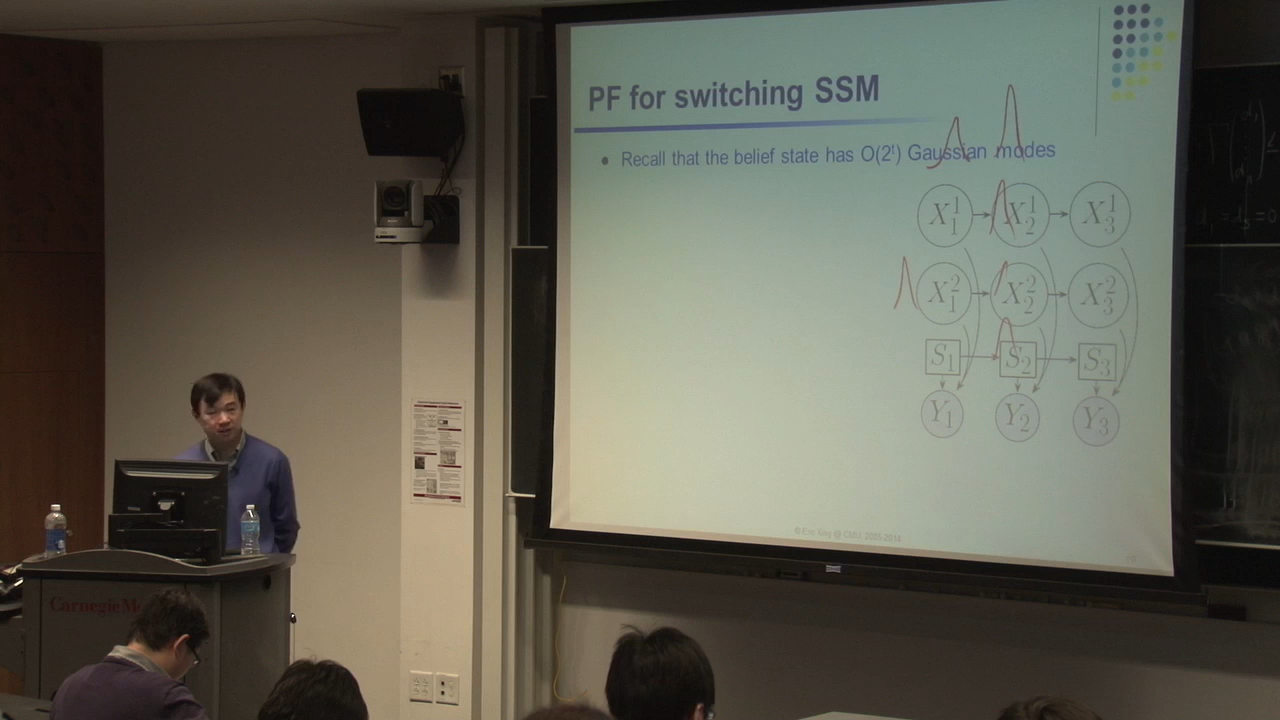 PF for switching SSM
• Recall that the belief state has O(2ᵗ) Gaussian modes
X₁¹ X₂¹ X₃¹
X₁² X₂² X₃²
S₁ S₂ S₃
Y₁ Y₂ Y₃
© Eric Xing @ CMU, 2005-2014